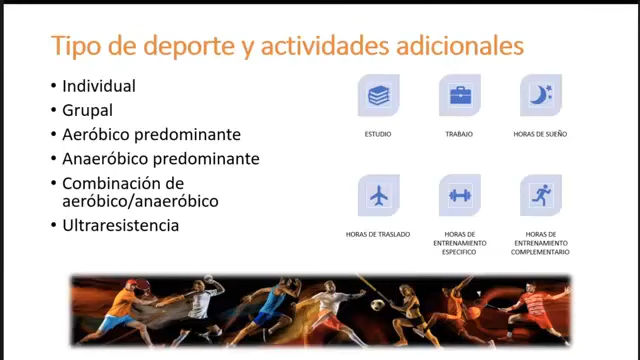 Tipo de deporte y actividades adicionales
• Individual
• Grupal
• Aeróbico predominante
• Anaeróbico predominante
• Combinación de
aeróbico/anaeróbico
• Ultraresistencia
ESTUDIO
TRABAJO
HORAS DE SUEÑO
HORAS DE TRASLADO
HORAS DE
ENTRENAMIENTO
ESPECIFICO
HORAS DE
ENTRENAMIENTO
COMPLEMENTARIO